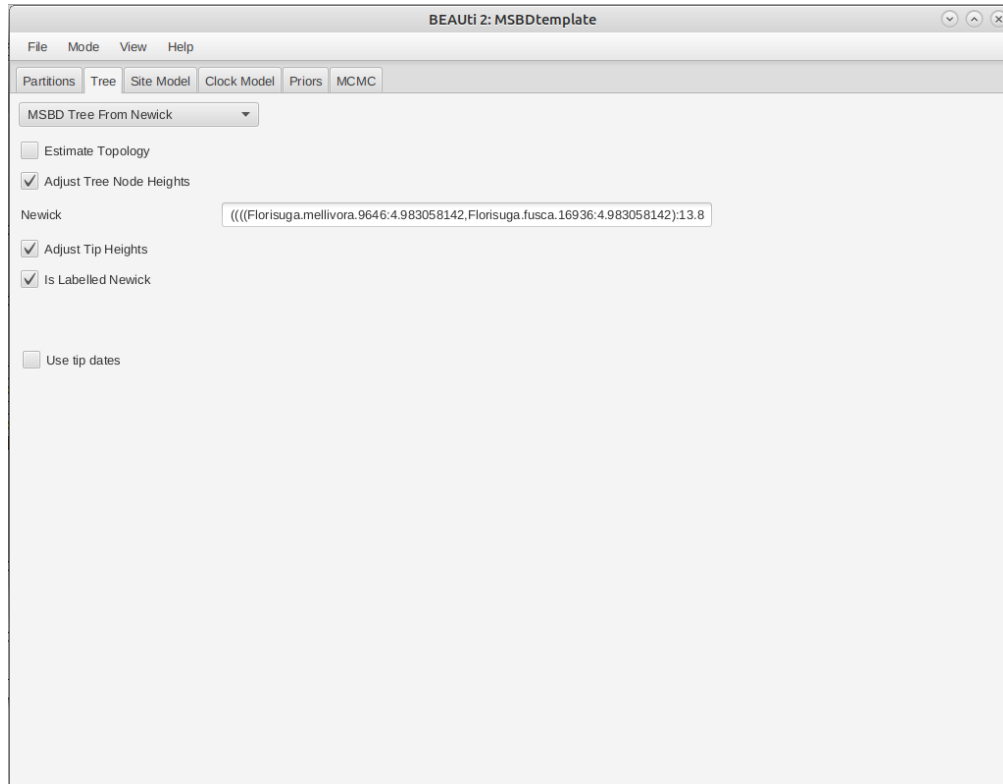 BEAUti 2: MSBDtemplate
File Mode View Help
Partitions Tree Site Model Clock Model Priors MCMC
MSBD Tree From Newick
Estimate Topology
Adjust Tree Node Heights
Newick ((((Florisuga.mellivora.9646:4.983058142,Florisuga.fusca.16936:4.983058142):13.8
Adjust Tip Heights
Is Labelled Newick
Use tip dates